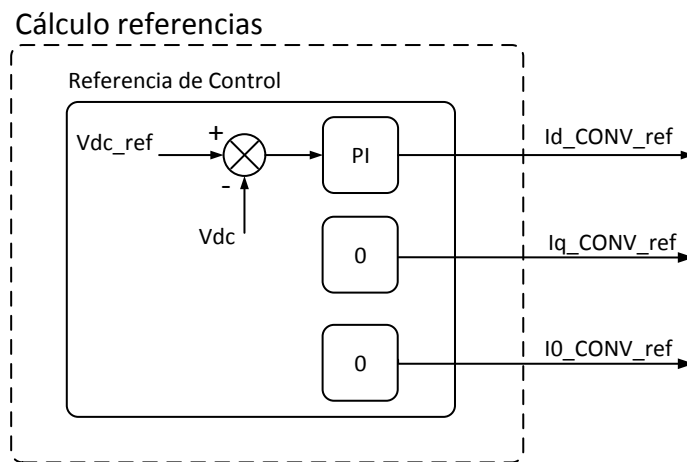 Cálculo referencias
Referencia de Control
Vdc_ref
+
-
Vdc
PI
Id_CONV_ref
0
Iq_CONV_ref
0
I0_CONV_ref